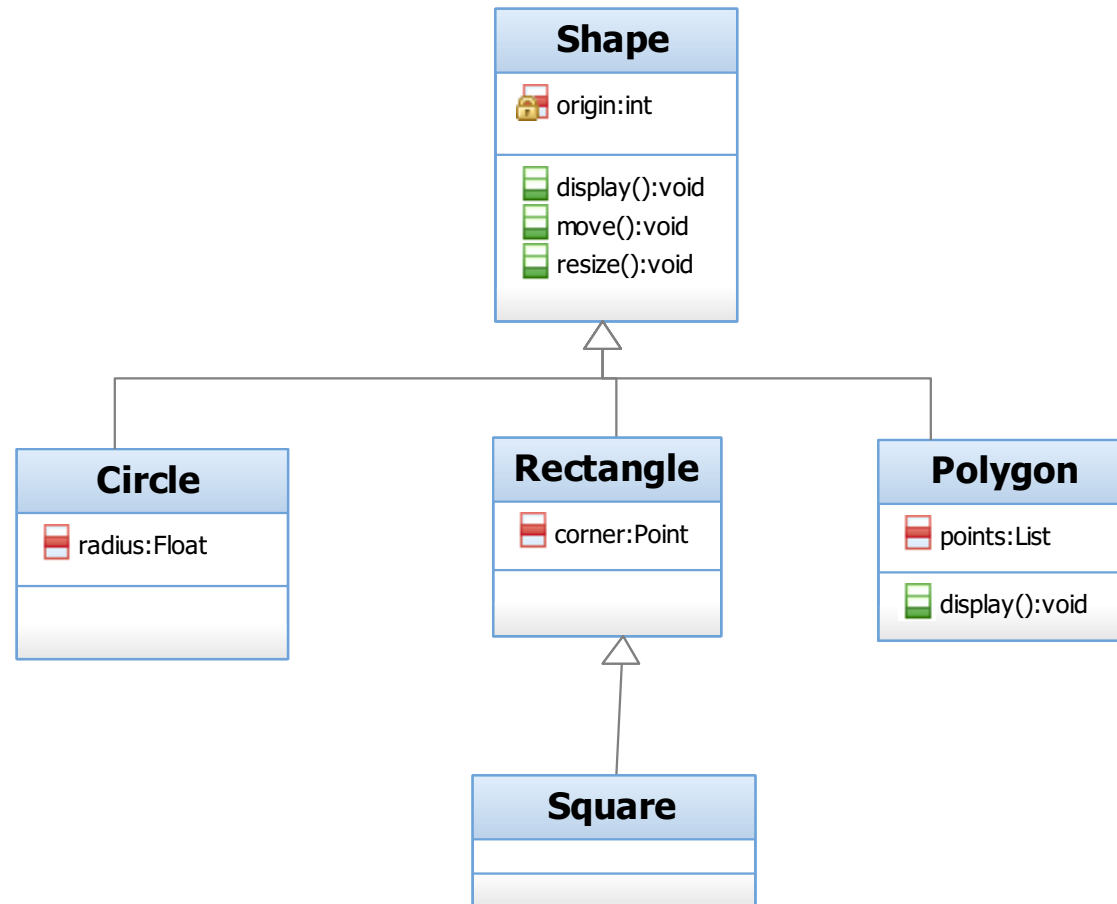 Shape
origin:int
display():void
move():void
resize():void
Circle
radius:Float
Rectangle
corner:Point
Polygon
points:List
display():void
Square